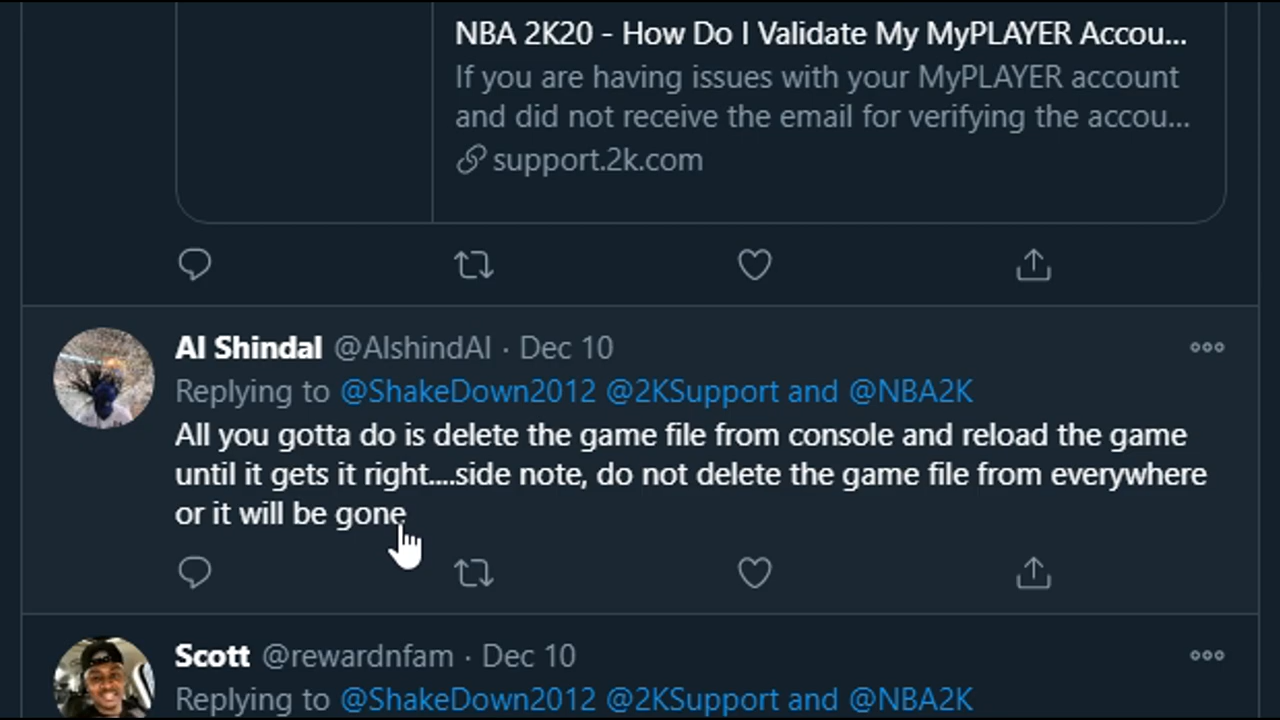 NBA 2K20 - How Do I Validate My MyPLAYER Accou...
If you are having issues with your MyPLAYER account
and did not receive the email for verifying the accou...
support.2k.com
Al Shindal @AlshindAl · Dec 10
Replying to @ShakeDown2012 @2KSupport and @NBA2K
All you gotta do is delete the game file from console and reload the game
until it gets it right....side note, do not delete the game file from everywhere
or it will be gone
Scott @rewardnfam · Dec 10
Replying to @ShakeDown2012 @2KSupport and @NBA2K